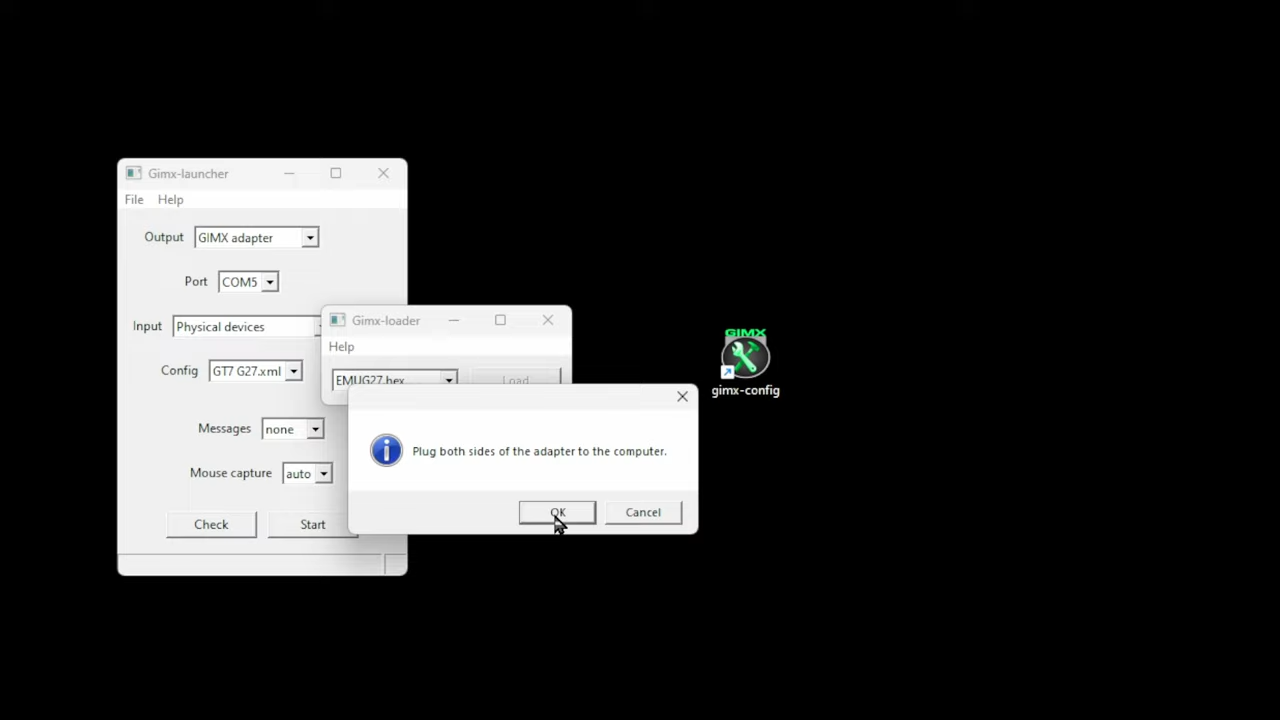 Gimx-launcher
File Help
Output GIMX adapter
Port COM5
Input Physical devices
Config GT7 G27.xml
Messages none
Mouse capture auto
Check Start
Gimx-loader
Help
EMUG27.hex Load
Plug both sides of the adapter to the computer.
OK Cancel
GIMX
gimx-config